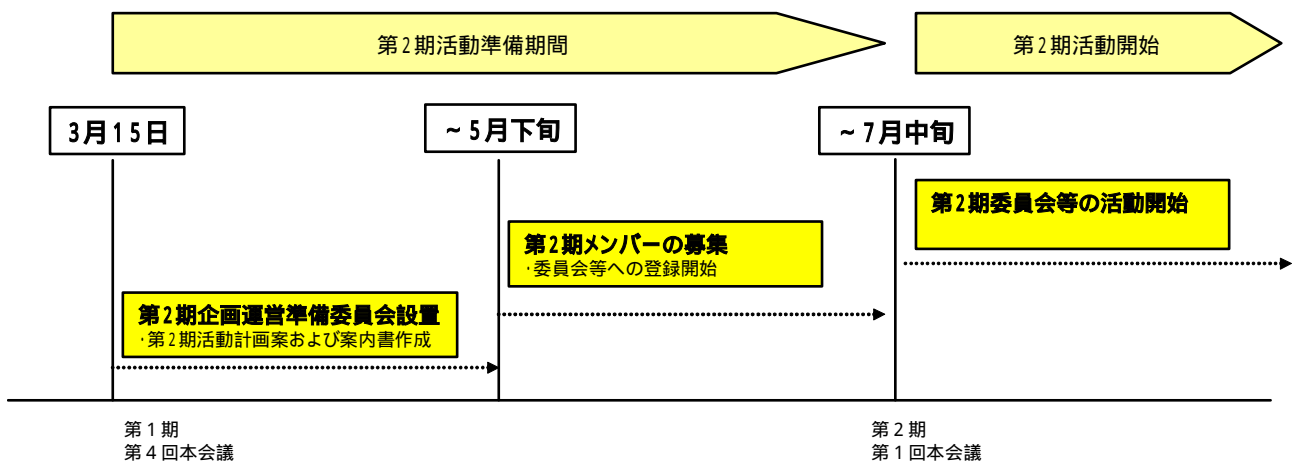 第2期活動準備期間
第2期活動開始
3月15日
~5月下旬
~7月中旬
第2期委員会等の活動開始
第2期メンバーの募集
・委員会等への登録開始
第2期企画運営準備委員会設置
・第2期活動計画案および案内書作成
第1期
第4回本会議
第2期
第1回本会議